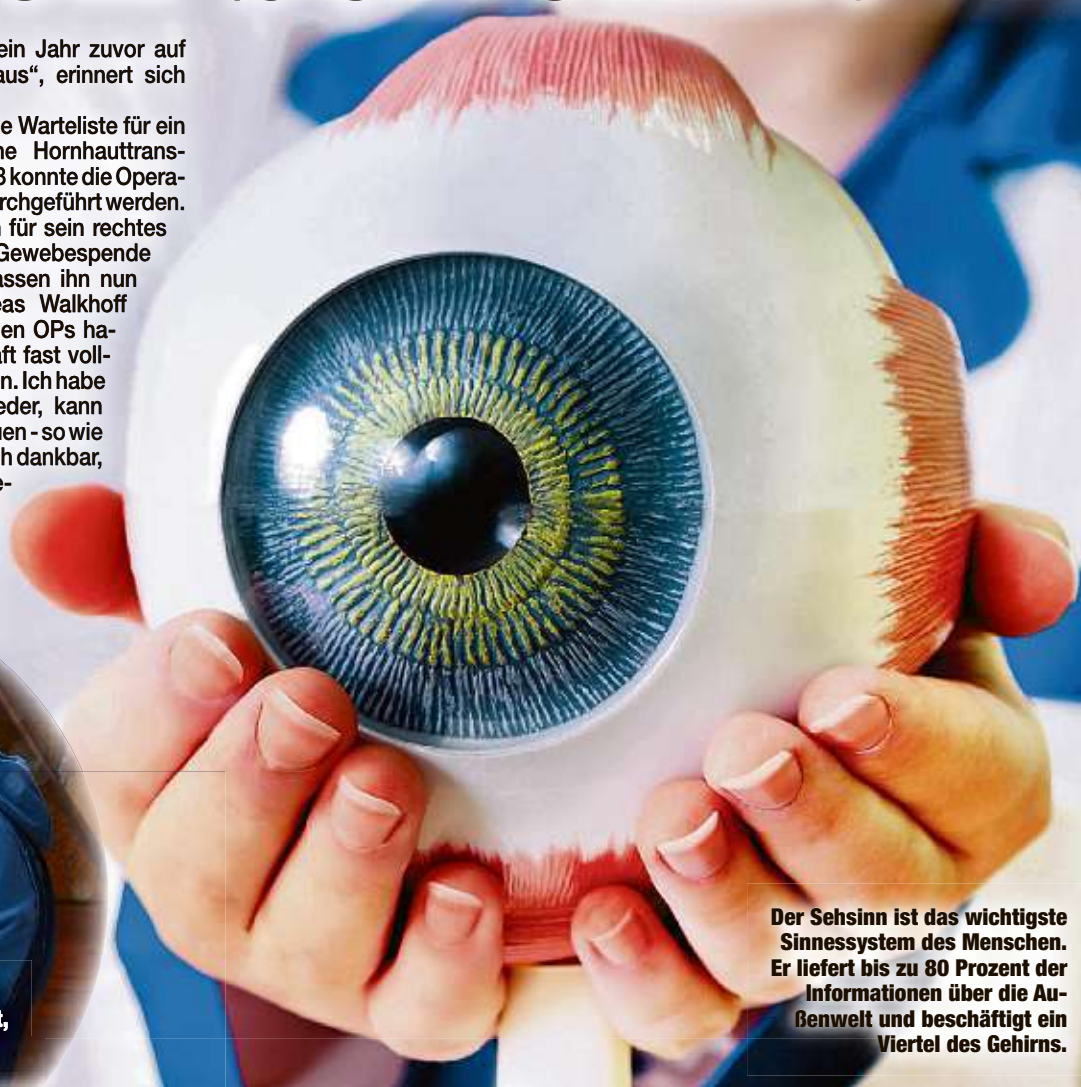 ein Jahr zuvor auf
aus“, erinnert sich
e Warteliste für ein
ne Hornhauttrans-
3 konnte die Opera-
rchgeführt werden.
für sein rechtes
Gewebespende
assen ihn nun
eas Walkhoff
en OPs ha-
ft fast voll-
n. Ich habe
eder, kann
en - so wie
h dankbar,
e-
Der Sehsinn ist das wichtigste
Sinnessystem des Menschen.
Er liefert bis zu 80 Prozent der
Informationen über die Au-
ßenwelt und beschäftigt ein
Viertel des Gehirns.